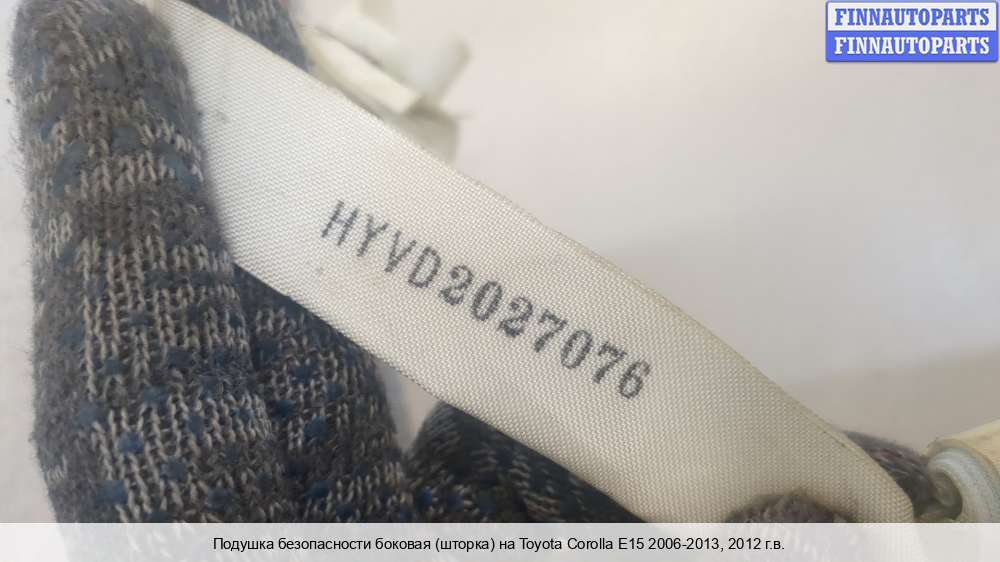 FINNAUTOPARTS
FINNAUTOPARTS
HYVD2027076
Подушка безопасности боковая (шторка) на Toyota Corolla E15 2006-2013, 2012 г.в.